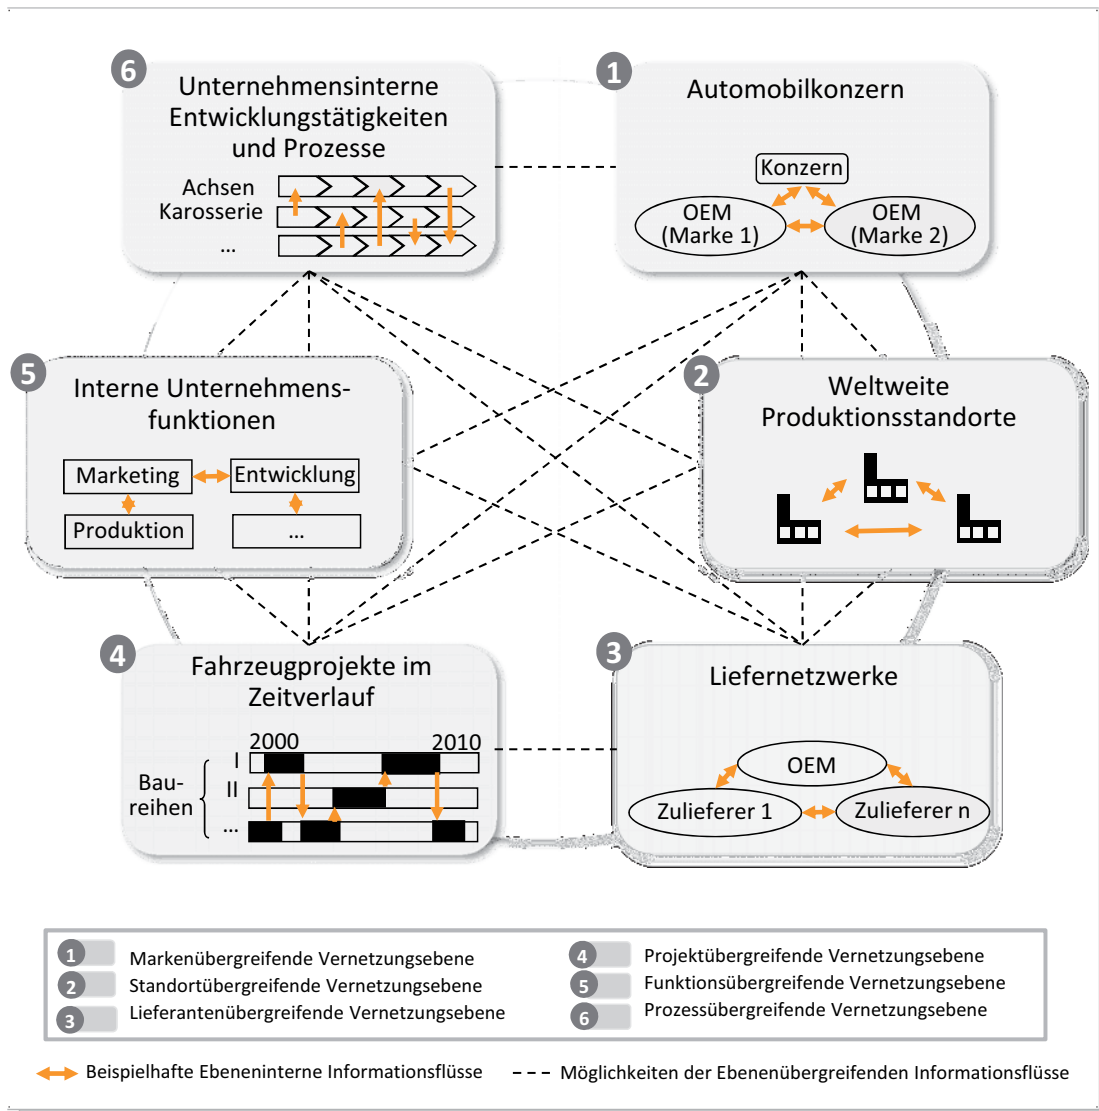 6
Unternehmensinterne
Entwicklungstätigkeiten
und Prozesse
Achsen
Karosserie
...
1
Automobilkonzern
Konzern
OEM
(Marke 1)
OEM
(Marke 2)
5
Interne Unternehmens-
funktionen
Marketing
Entwicklung
Produktion
...
2
Weltweite
Produktionsstandorte
4
Fahrzeugprojekte im
Zeitverlauf
2000
2010
Bau-
reihen
I
II
...
3
Liefernetzwerke
OEM
Zulieferer 1
Zulieferer n
1 Markenübergreifende Vernetzungsebene
2 Standortübergreifende Vernetzungsebene
3 Lieferantenübergreifende Vernetzungsebene
4 Projektübergreifende Vernetzungsebene
5 Funktionsübergreifende Vernetzungsebene
6 Prozessübergreifende Vernetzungsebene
Beispielhafte Ebeneninterne Informationsflüsse
Möglichkeiten der Ebenenübergreifenden Informationsflüsse